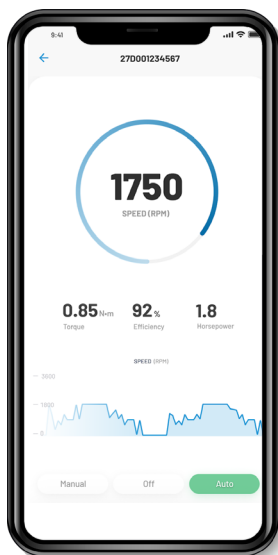 9:41
27D001234567
1750
SPEED (RPM)
0.85 N•m 92 % 1.8
Torque Efficiency Horsepower
SPEED (RPM)
3600
1800
0
Manual Off Auto